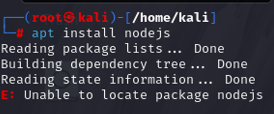 ┌──(root㉿kali)-[/home/kali]
└─# apt install nodejs
Reading package lists... Done
Building dependency tree... Done
Reading state information... Done
E: Unable to locate package nodejs